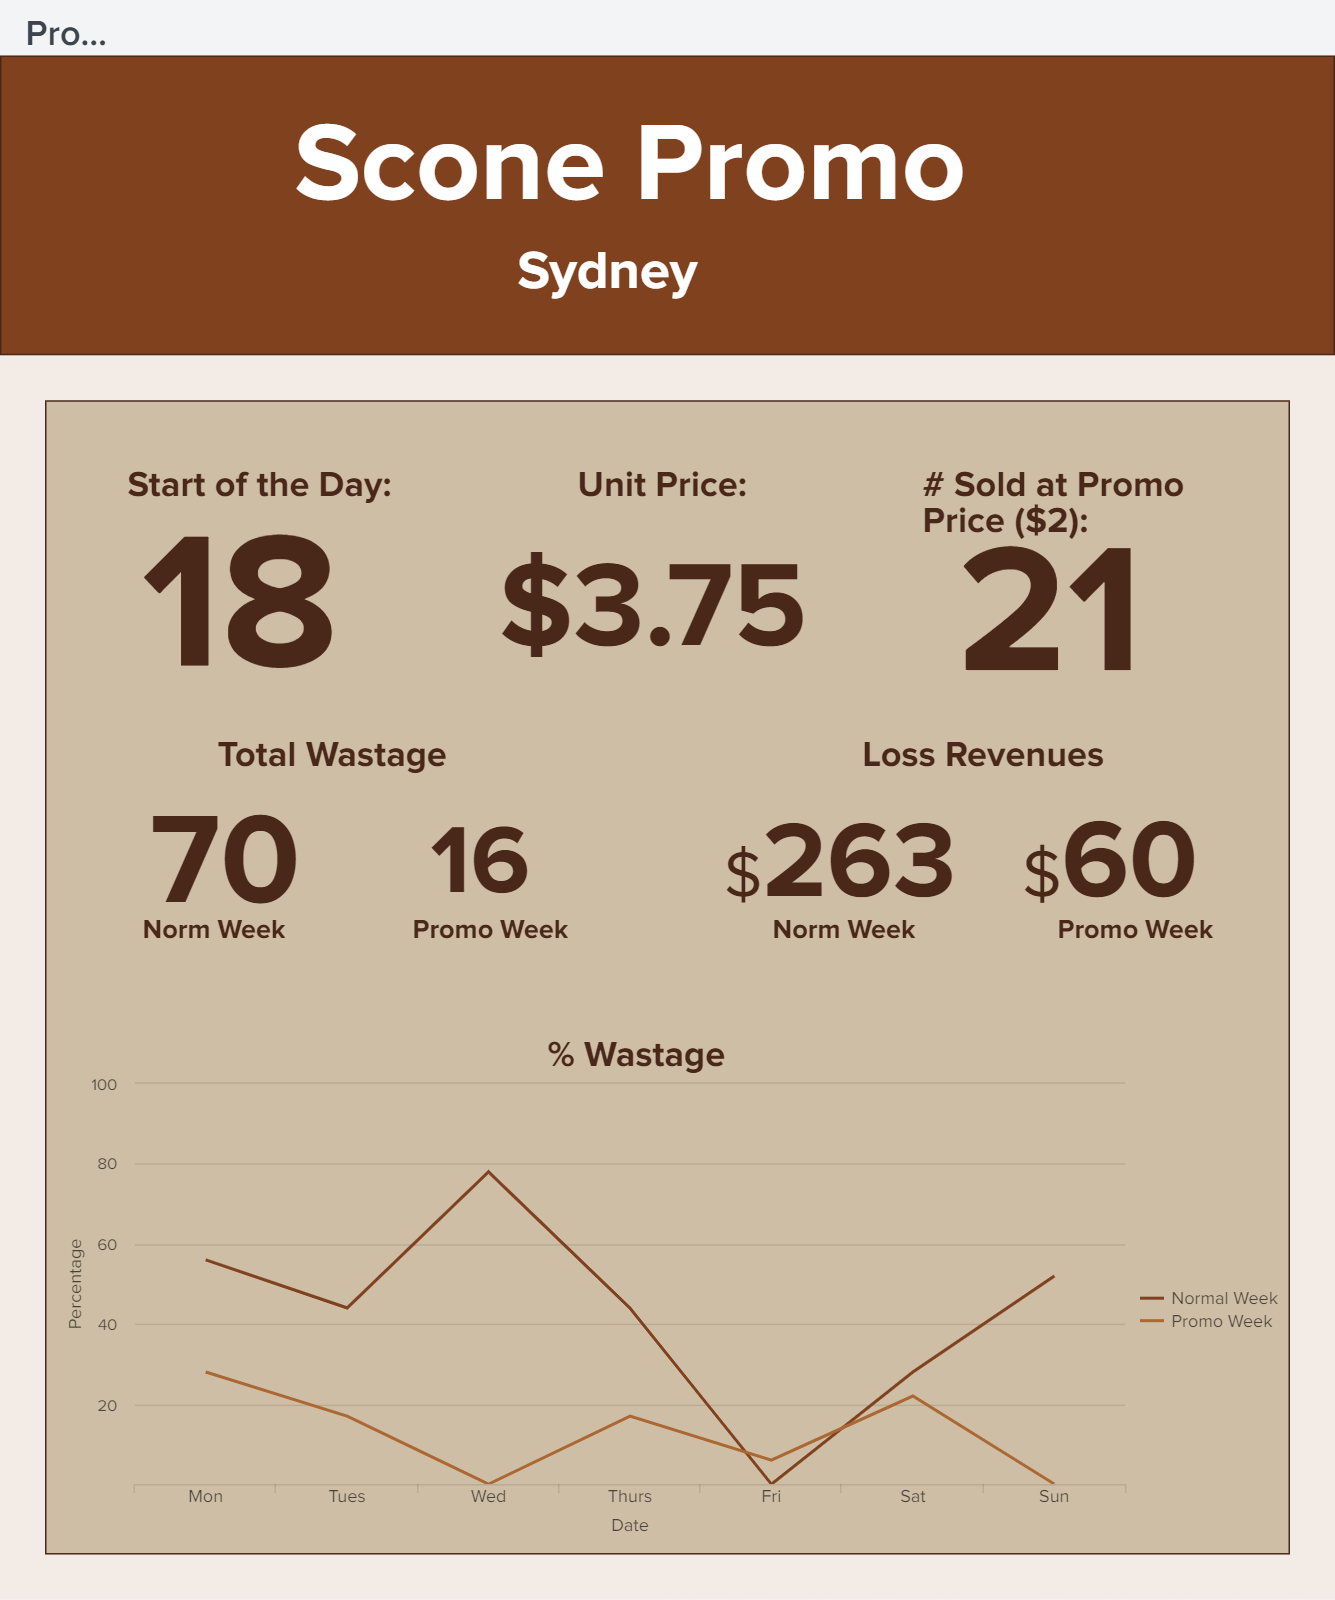 Pro...
Scone Promo
Sydney
Start of the Day:
18
Unit Price:
$3.75
# Sold at Promo
Price ($2):
21
Total Wastage
70
Norm Week
16
Promo Week
Loss Revenues
$263
Norm Week
$60
Promo Week
% Wastage
100
80
60
40
20
Percentage
Mon Tues Wed Thurs Fri Sat Sun
Date
Normal Week
Promo Week